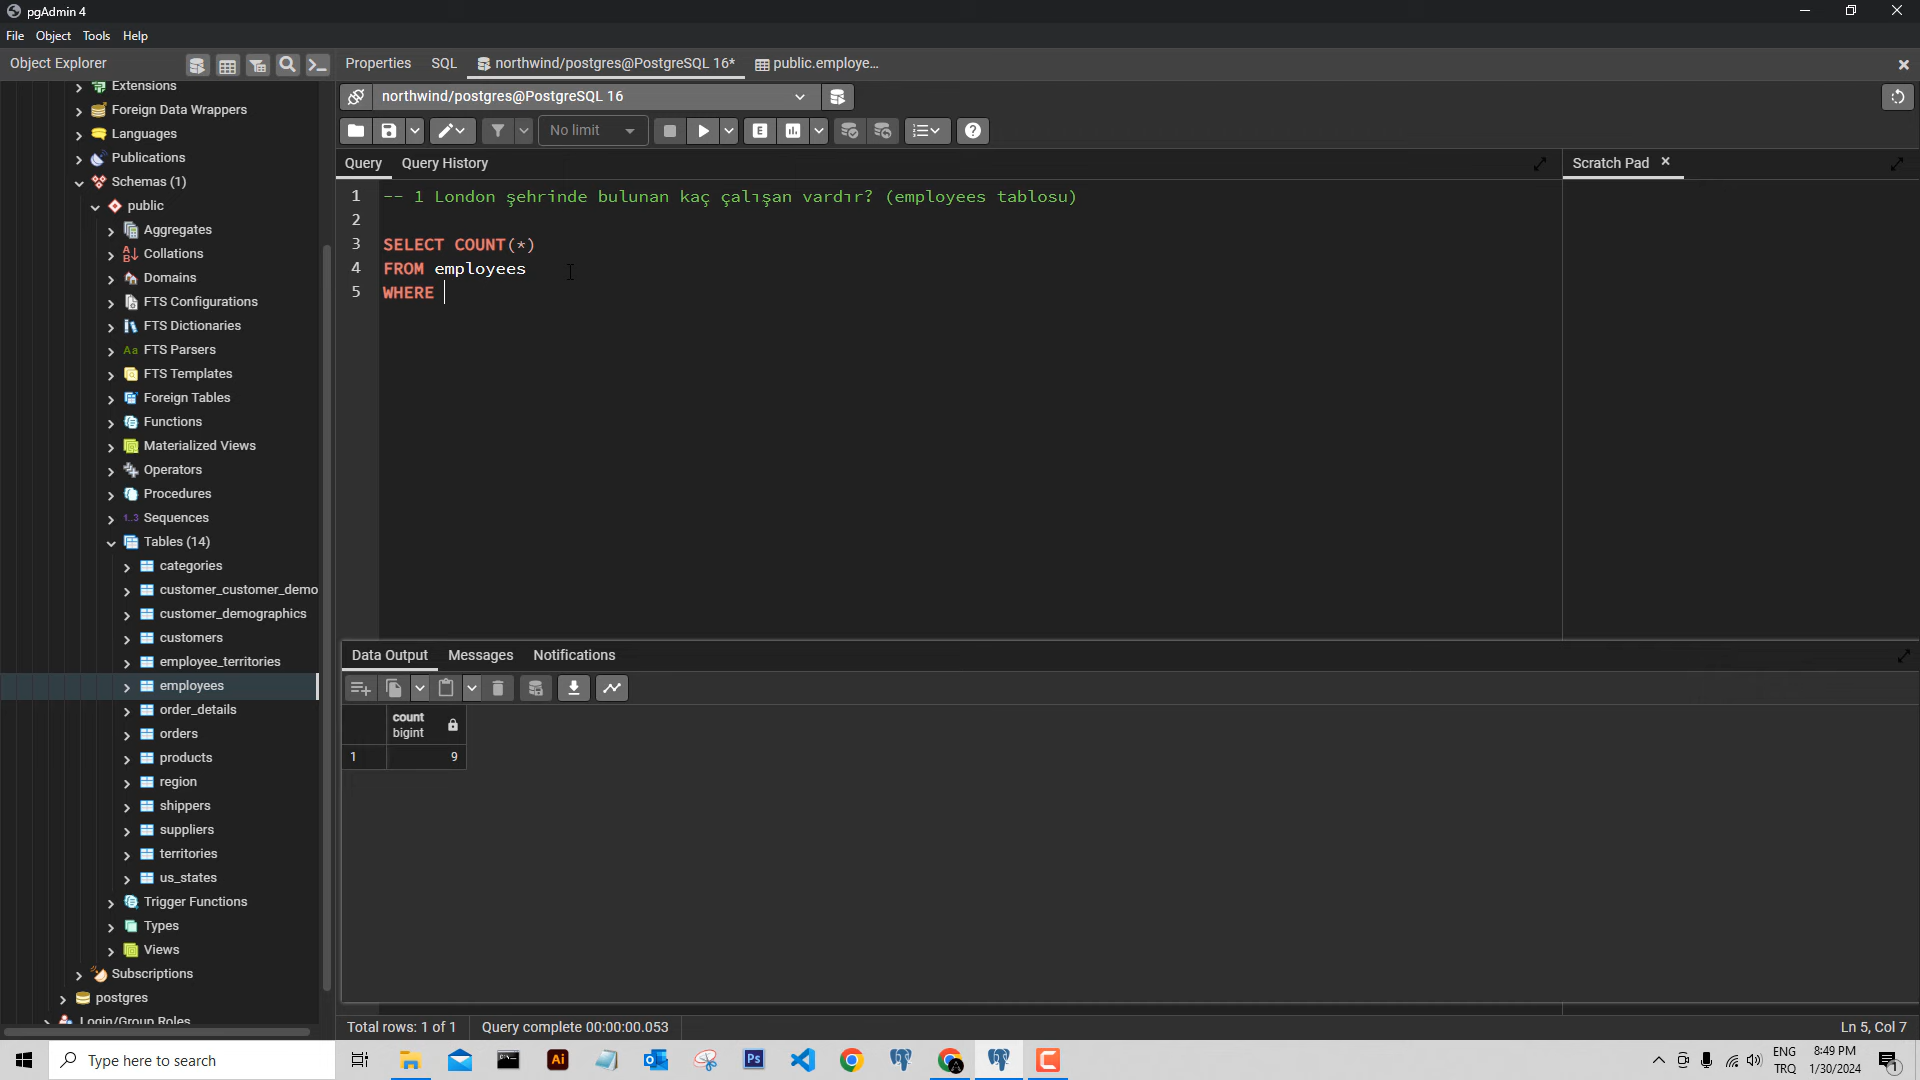 pgAdmin 4
File Object Tools Help
Object Explorer
Properties SQL northwind/postgres@PostgreSQL 16* public.employe...
northwind/postgres@PostgreSQL 16
No limit
E
Query Query History
Scratch Pad
1 -- 1 London şehrinde bulunan kaç çalışan vardır? (employees tablosu)
2
3 SELECT COUNT(*)
4 FROM employees
5 WHERE
Extensions
Foreign Data Wrappers
Languages
Publications
Schemas (1)
public
Aggregates
Collations
Domains
FTS Configurations
FTS Dictionaries
Aa FTS Parsers
FTS Templates
Foreign Tables
Functions
Materialized Views
Operators
Procedures
1..3 Sequences
Tables (14)
categories
customer_customer_demo
customer_demographics
customers
employee_territories
employees
order_details
orders
products
region
shippers
suppliers
territories
us_states
Trigger Functions
Types
Views
Subscriptions
postgres
Login/Group Roles
Data Output Messages Notifications
count
bigint
1 9
Total rows: 1 of 1 Query complete 00:00:00.053 Ln 5, Col 7
Type here to search
Ai
Ps
ENG
TRQ
8:49 PM
1/30/2024
1